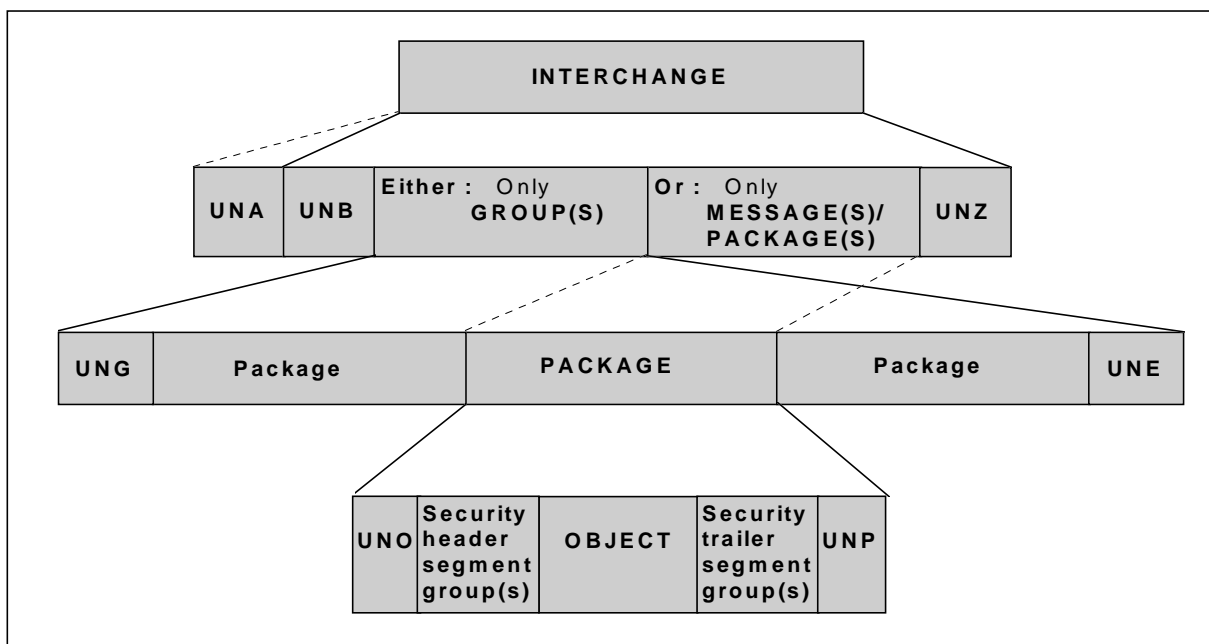 INTERCHANGE
UNA
UNB
Either : Only
GROUP(S)
Or : Only
MESSAGE(S)/
PACKAGE(S)
UNZ
UNG
Package
PACKAGE
Package
UNE
UNO
Security
header
segment
group(s)
OBJECT
Security
trailer
segment
group(s)
UNP